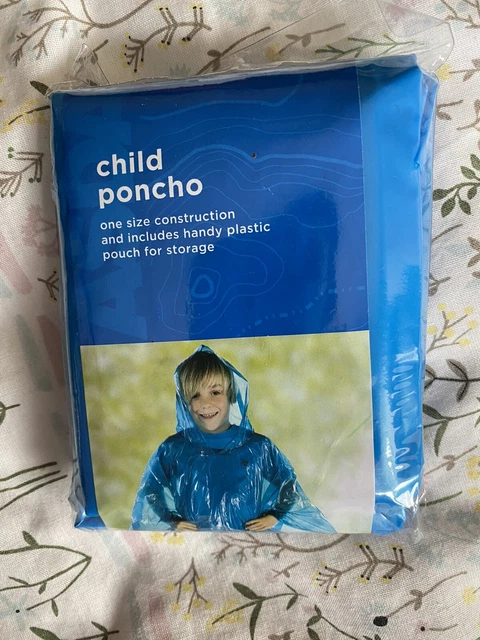 child
poncho
one size construction
and includes handy plastic
pouch for storage